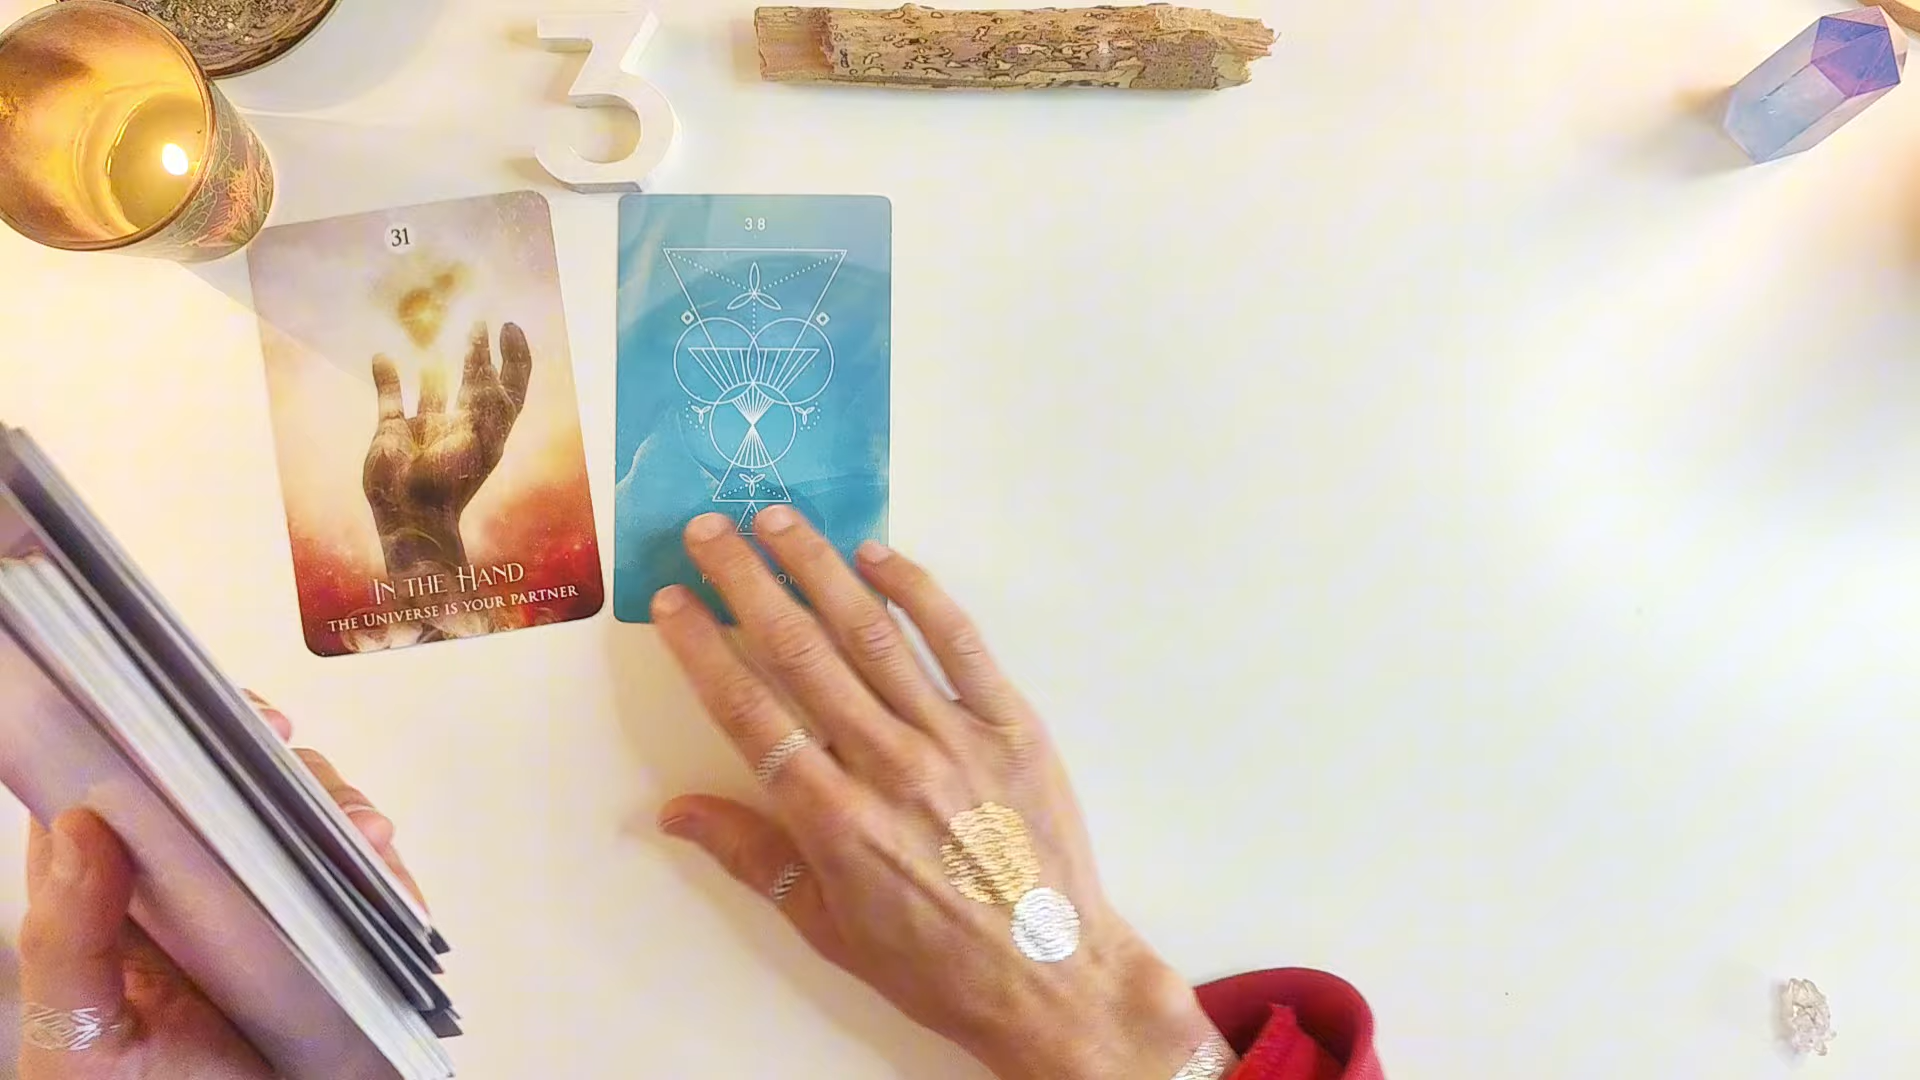 3
31
IN THE HAND
THE UNIVERSE IS YOUR PARTNER
38